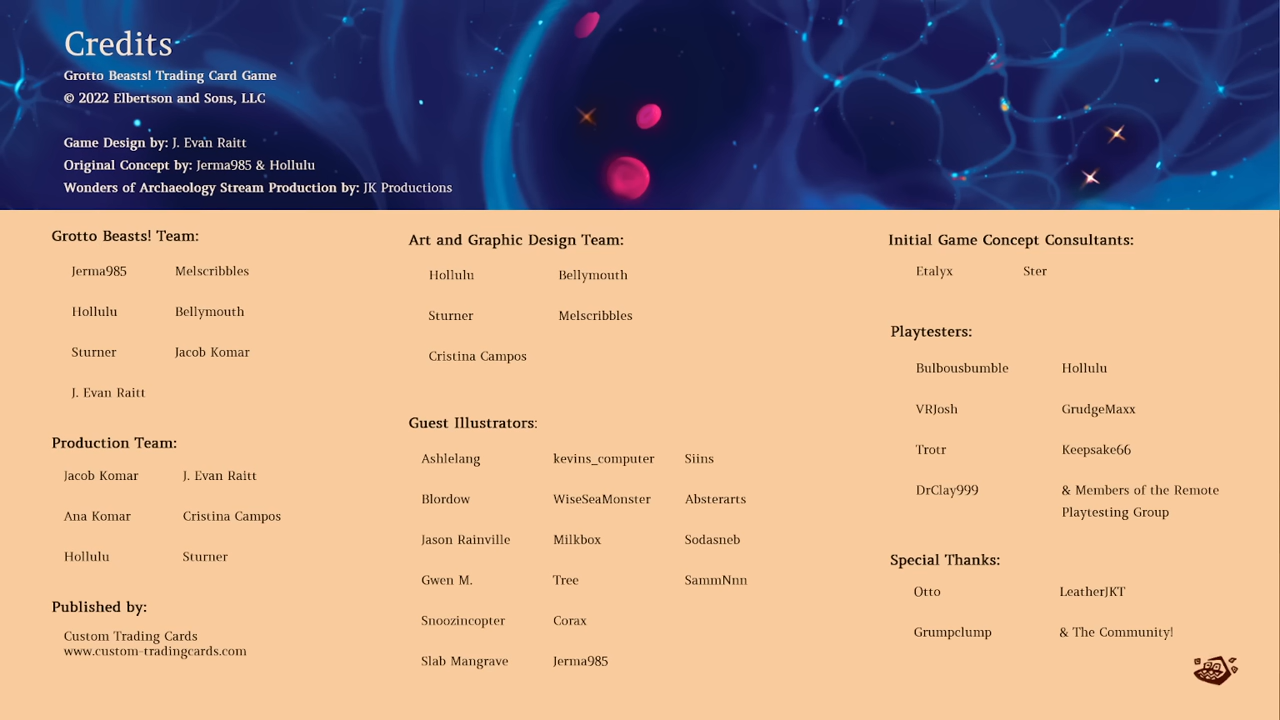 Credits
Grotto Beasts! Trading Card Game
© 2022 Elbertson and Sons, LLC
Game Design by: J. Evan Raitt
Original Concept by: Jerma985 & Hollulu
Wonders of Archaeology Stream Production by: JK Productions
Grotto Beasts! Team:
Jerma985 Melscribbles
Hollulu Bellymouth
Sturner Jacob Komar
J. Evan Raitt
Production Team:
Jacob Komar J. Evan Raitt
Ana Komar Cristina Campos
Hollulu Sturner
Published by:
Custom Trading Cards
www.custom-tradingcards.com
Art and Graphic Design Team:
Hollulu Bellymouth
Sturner Melscribbles
Cristina Campos
Guest Illustrators:
Ashlelang kevins_computer Siins
Blordow WiseSeaMonster Absterarts
Jason Rainville Milkbox Sodasneb
Gwen M. Tree SammNnn
Snoozincopter Corax
Slab Mangrave Jerma985
Initial Game Concept Consultants:
Etalyx Ster
Playtesters:
Bulbousbumble Hollulu
VRJosh GrudgeMaxx
Trotr Keepsake66
DrClay999 & Members of the Remote
Playtesting Group
Special Thanks:
Otto LeatherJKT
Grumpclump & The Community!